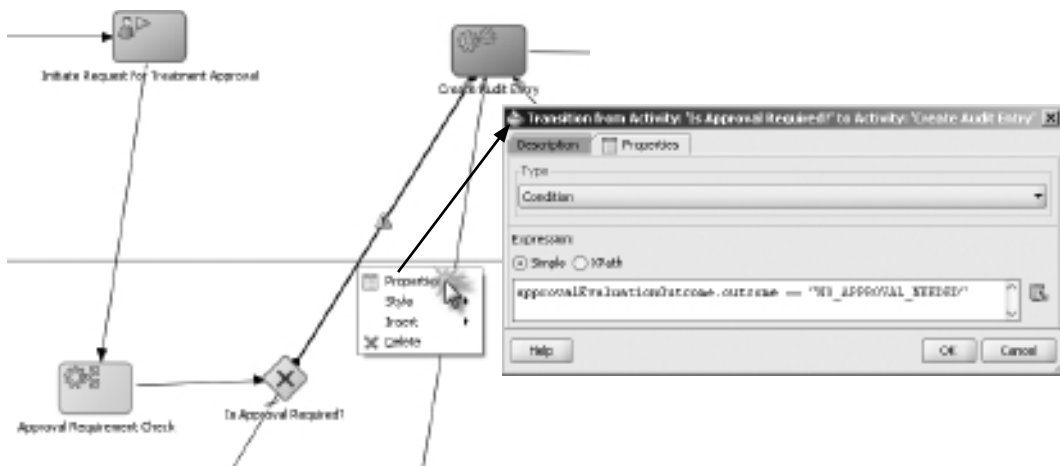 Initiate Request for Treatment Approval
Create Audit Entry
Transition from Activity: "Is Approval Required?" to Activity: "Create Audit Entry"
Description
Properties
Type
Condition
Expression:
Simple
XPath
approvalEvaluationOutcome.outcome == "NO_APPROVAL_NEEDED"
Help
OK
Cancel
Properties
Style
Insert
Delete
Is Approval Required?
Approval Requirement Check